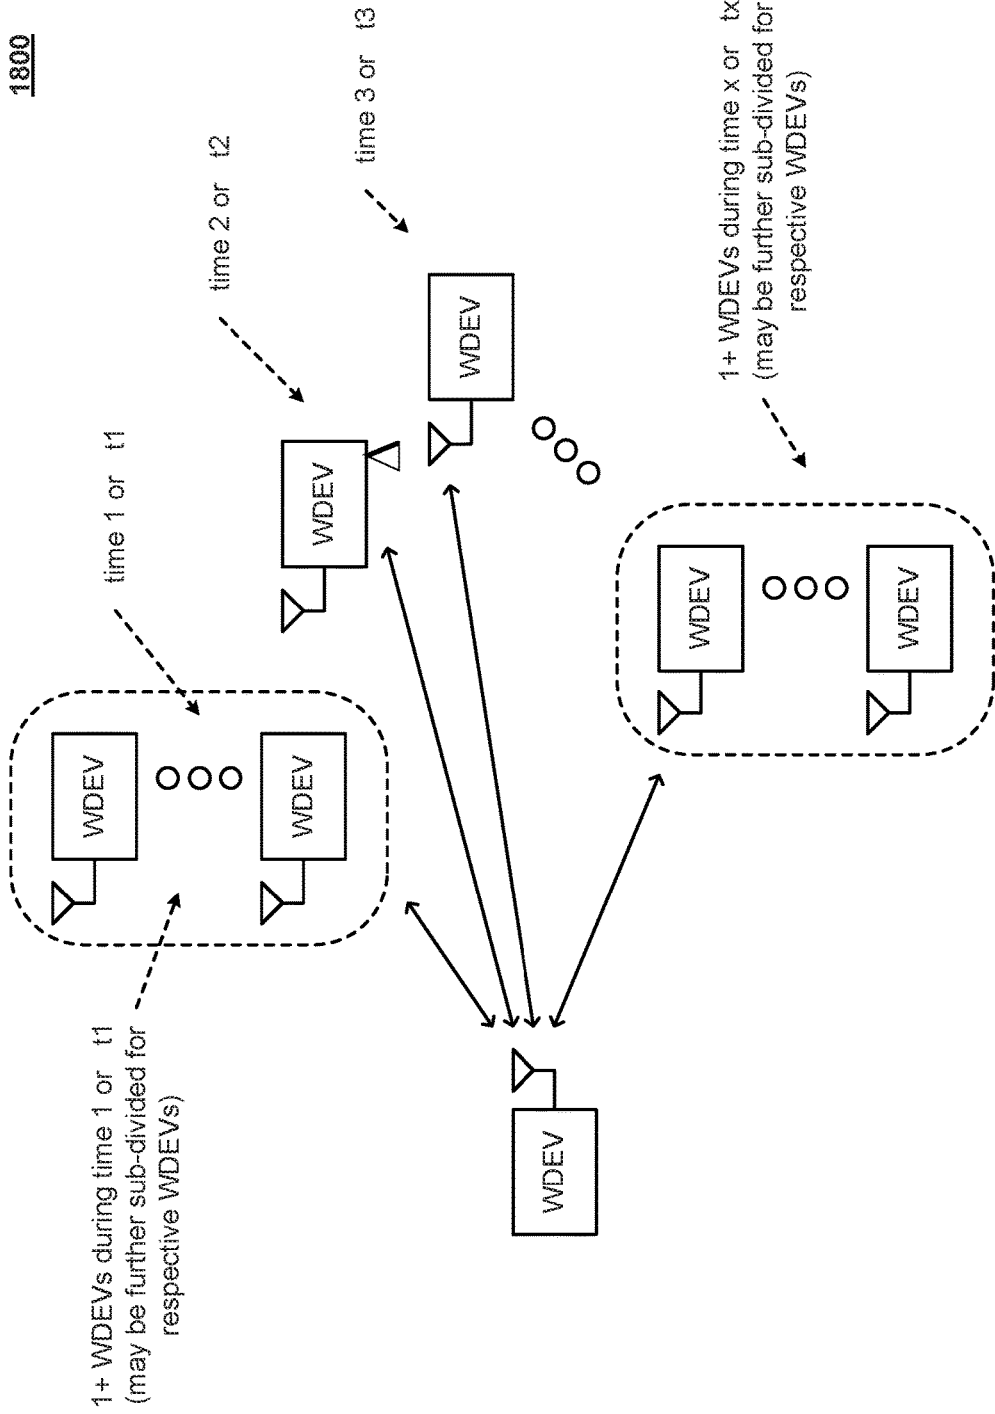 1800
1+ WDEVs during time 1 or t1
(may be further sub-divided for
respective WDEVs)
time 1 or t1
time 2 or t2
time 3 or t3
WDEV
WDEV
WDEV
WDEV
WDEV
WDEV
WDEV
1+ WDEVs during time x or tx
(may be further sub-divided for
respective WDEVs)